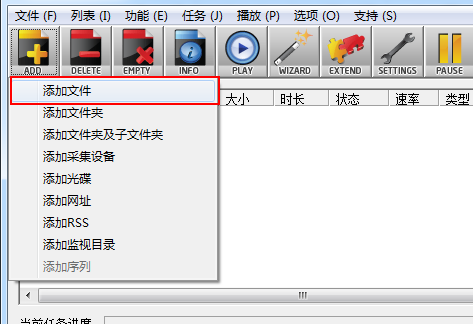 文件 (F) 列表 (I) 功能 (E) 任务 (J) 播放 (P) 选项 (O) 支持 (S)
ADD DELETE EMPTY INFO PLAY WIZARD EXTEND SETTINGS PAUSE
大小 时长 状态 速率 类型
添加文件
添加文件夹
添加文件夹及子文件夹
添加采集设备
添加光碟
添加网址
添加RSS
添加监视目录
添加序列
当前任务进度